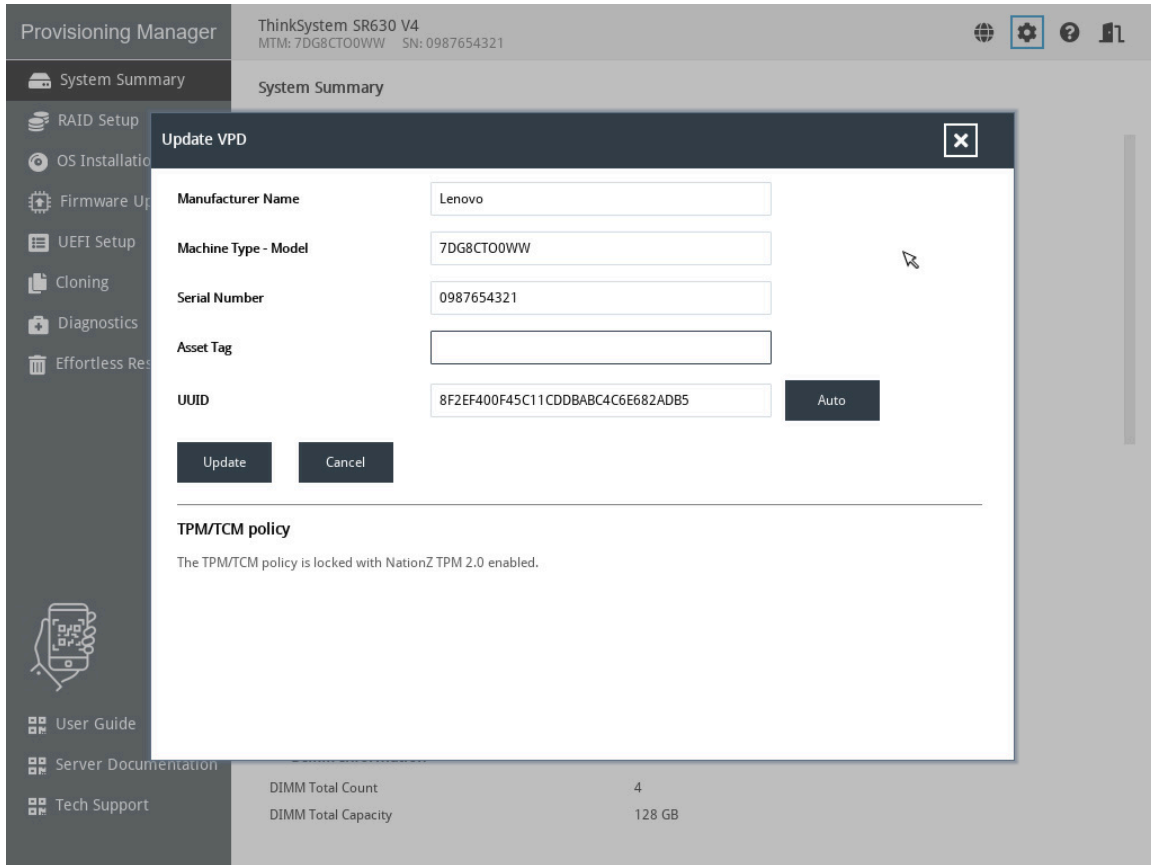 Provisioning Manager
ThinkSystem SR630 V4
MTM: 7DG8CTO0WW SN: 0987654321
System Summary
RAID Setup
OS Installatio
Firmware Up
UEFI Setup
Cloning
Diagnostics
Effortless Res
User Guide
Server Documentation
Tech Support
System Summary
Update VPD
Manufacturer Name Lenovo
Machine Type - Model 7DG8CTO0WW
Serial Number 0987654321
Asset Tag
UUID 8F2EF400F45C11CDDBABC4C6E682ADB5 Auto
Update Cancel
TPM/TCM policy
The TPM/TCM policy is locked with NationZ TPM 2.0 enabled.
DIMM Total Count 4
DIMM Total Capacity 128 GB